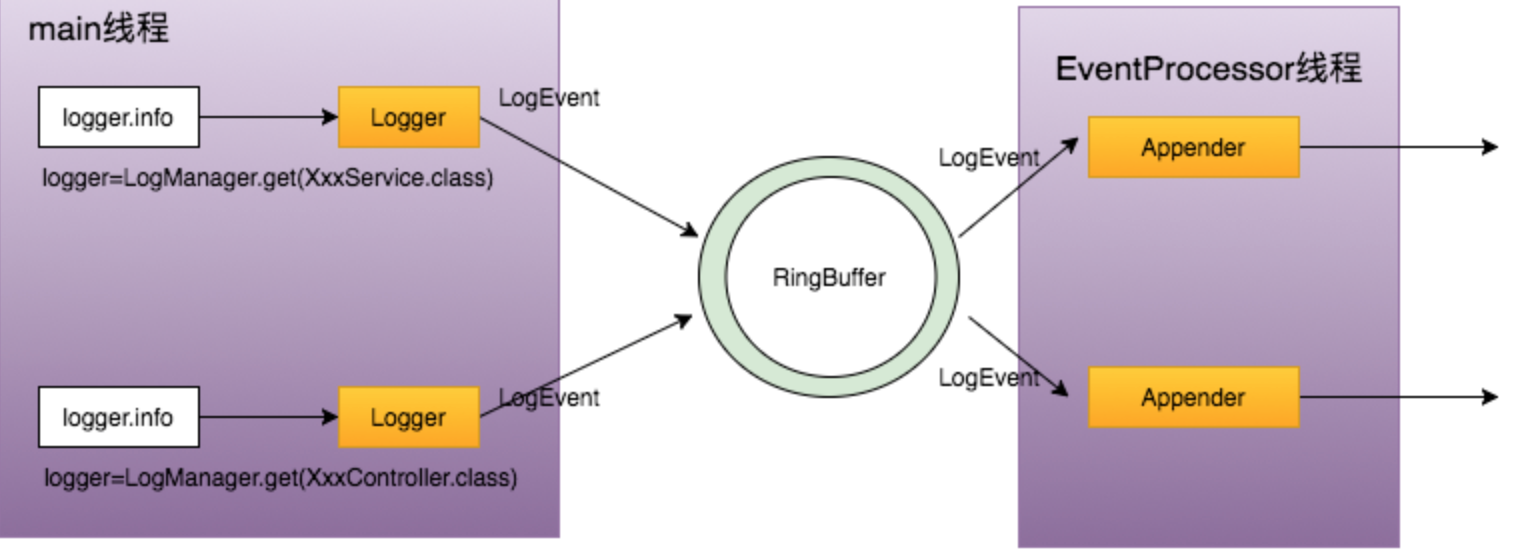 main线程
logger.info
Logger
LogEvent
logger=LogManager.get(XxxService.class)
logger.info
Logger
LogEvent
logger=LogManager.get(XxxController.class)
RingBuffer
EventProcessor线程
LogEvent
Appender
LogEvent
Appender